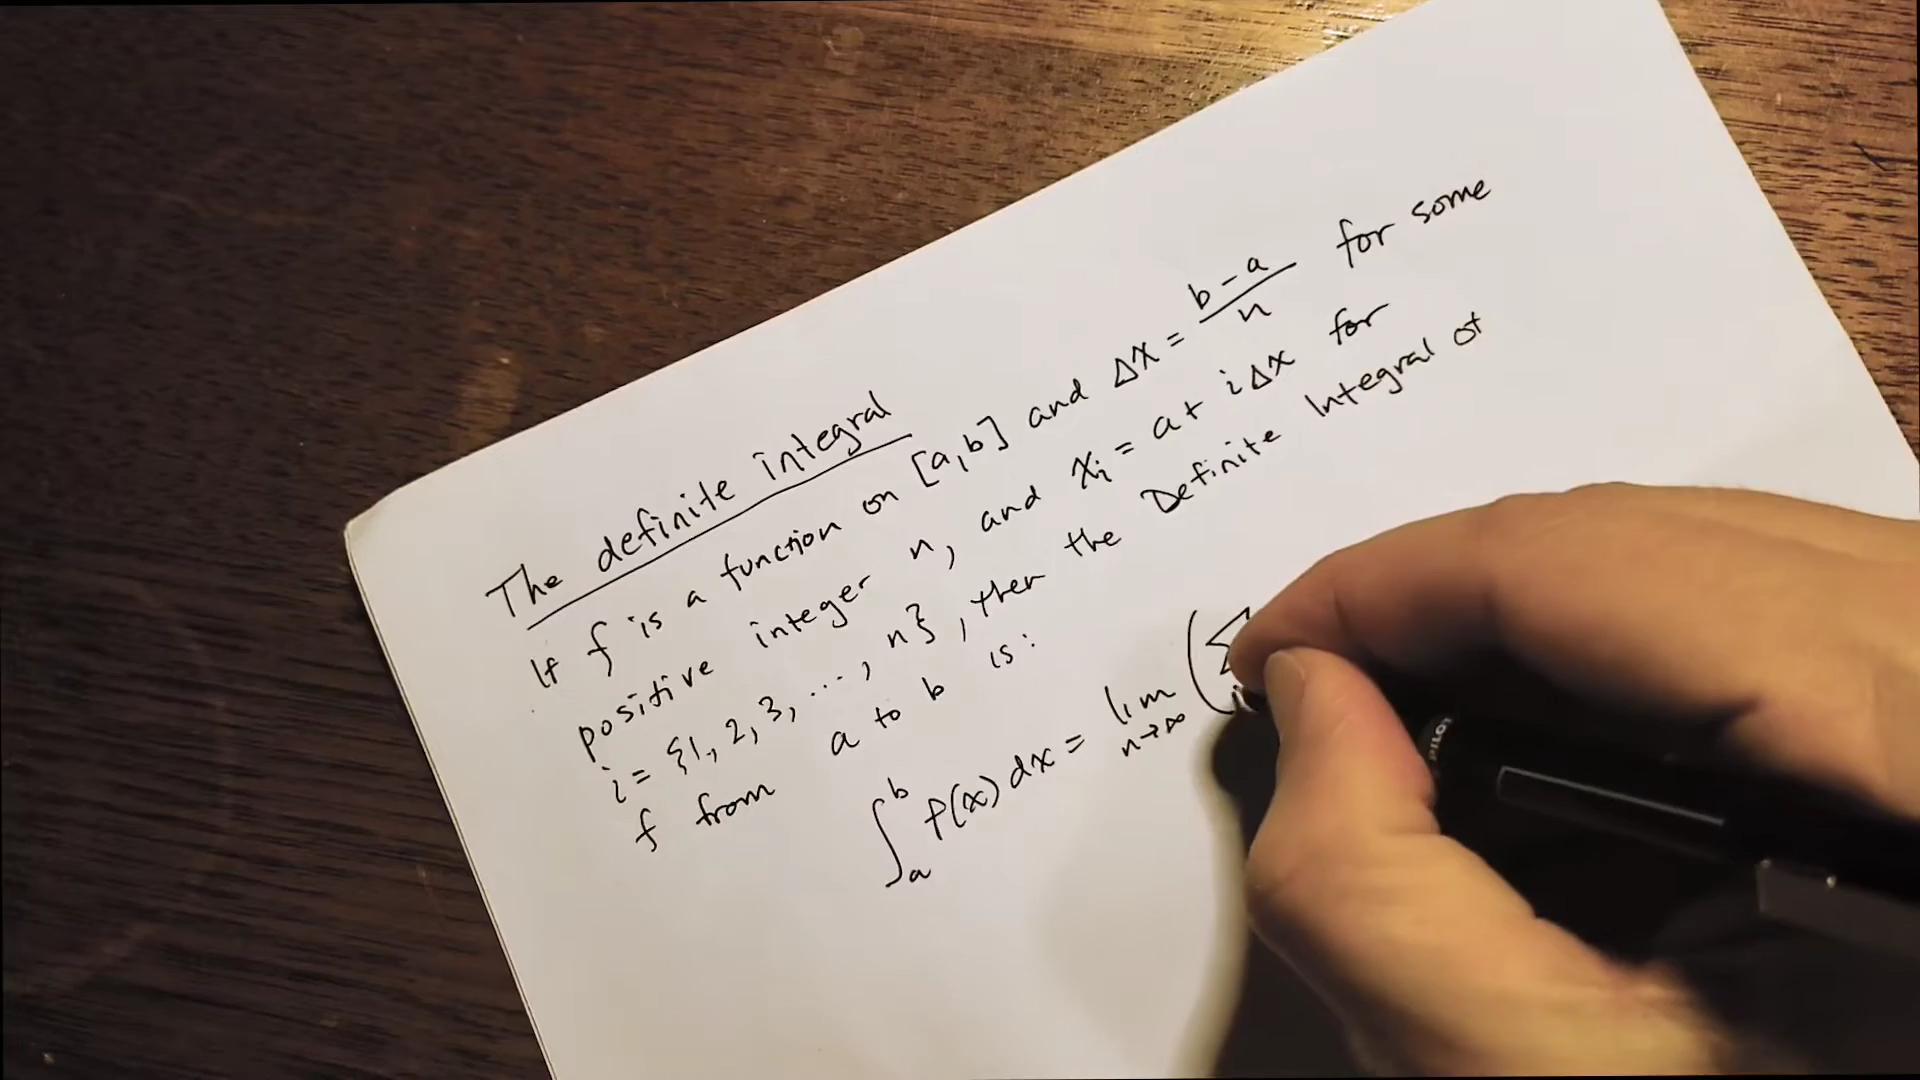 The definite integral
If f is a function on [a,b] and Δx = b-a/n for some
positive integer n, and xᵢ = a + iΔx for
i = {1, 2, 3, ..., n}, then the Definite Integral of
f from a to b is:
∫ₐᵇ f(x) dx = lim n→∞ (Σ